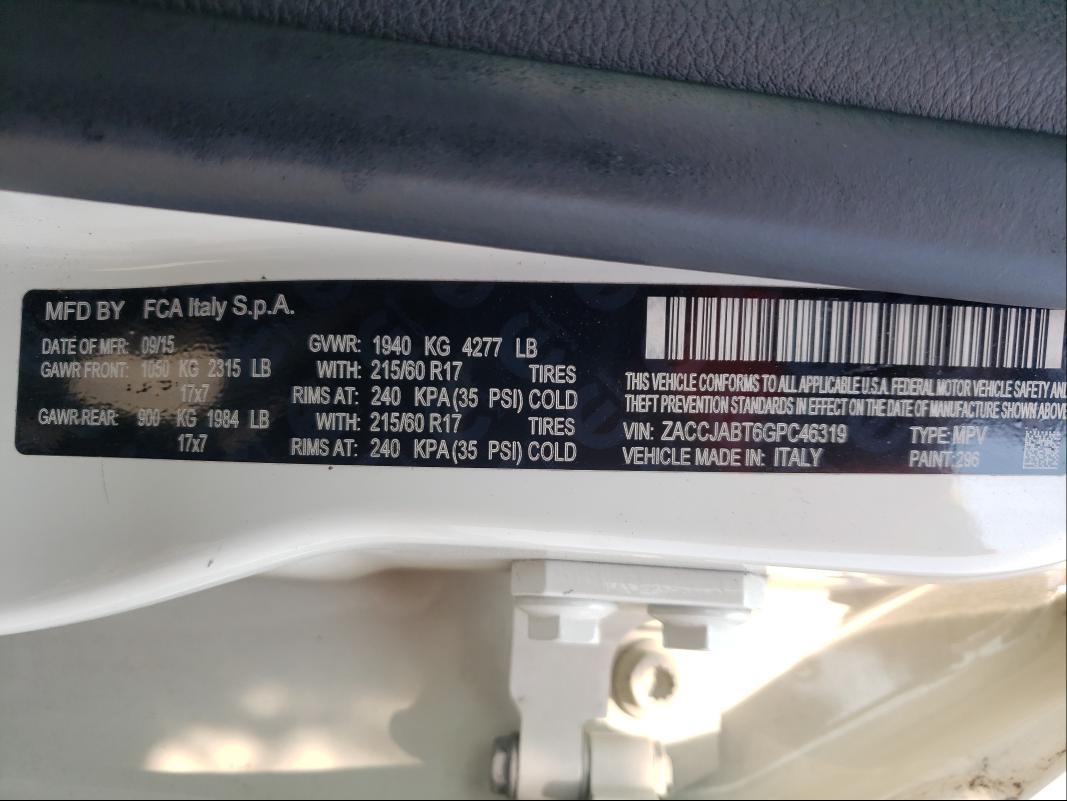 MFD BY FCA Italy S.p.A.
DATE OF MFR: 09/15 GVWR: 1940 KG 4277 LB
GAWR FRONT: 1050 KG 2315 LB WITH: 215/60 R17 TIRES
17x7 RIMS AT: 240 KPA (35 PSI) COLD
GAWR-REAR: 900 KG 1984 LB WITH: 215/60 R17 TIRES
17x7 RIMS AT: 240 KPA (35 PSI) COLD
THIS VEHICLE CONFORMS TO ALL APPLICABLE U.S.A. FEDERAL MOTOR VEHICLE SAFETY AND
THEFT PREVENTION STANDARDS IN EFFECT ON THE DATE OF MANUFACTURE SHOWN ABOVE
VIN: ZACCJABT6GPC46319 TYPE: MPV
VEHICLE MADE IN: ITALY PAINT: 296